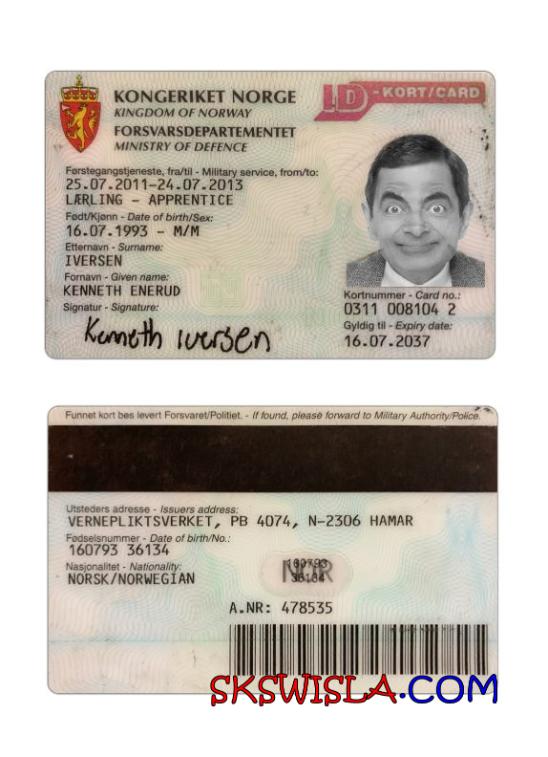 KONGERIKET NORGE
KINGDOM OF NORWAY
FORSVARSDEPARTEMENTET
MINISTRY OF DEFENCE
ID-KORT/CARD
Førstegangstjeneste, fra/til - Military service, from/to:
25.07.2011-24.07.2013
LÆRLING - APPRENTICE
Født/Kjønn - Date of birth/Sex:
16.07.1993 - M/M
Etternavn - Surname:
IVERSEN
Fornavn - Given name:
KENNETH ENERUD
Signatur - Signature:
Kenneth Iversen
Kortnummer - Card no.:
0311 008104 2
Gyldig til - Expiry date:
16.07.2037
Funnet kort bes levert Forsvaret/Politiet. - If found, please forward to Military Authority/Police.
Utsteders adresse - Issuers address:
VERNEPLIKTSVERKET, PB 4074, N-2306 HAMAR
Fødselsnummer - Date of birth/No.:
160793 36134
Nasjonalitet - Nationality:
NORSK/NORWEGIAN
NOR
160793
36134
A.NR: 478535
SKSWISLA.COM